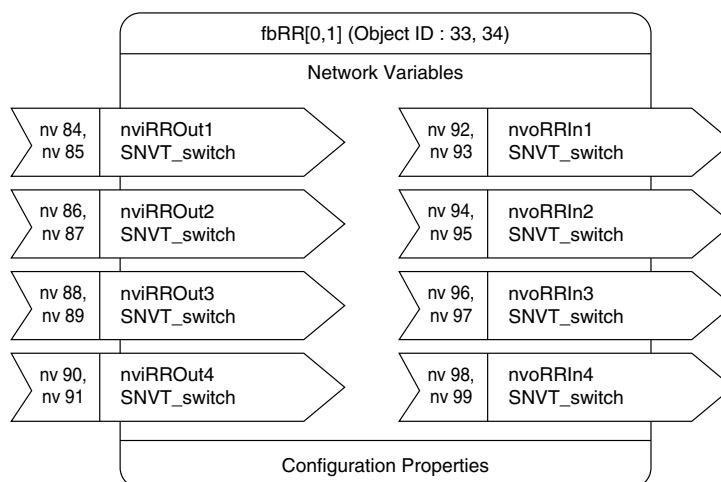 fbRR[0,1] (Object ID : 33, 34)
Network Variables
nv 84,
nv 85
nviRROut1
SNVT_switch
nv 92,
nv 93
nvoRRIn1
SNVT_switch
nv 86,
nv 87
nviRROut2
SNVT_switch
nv 94,
nv 95
nvoRRIn2
SNVT_switch
nv 88,
nv 89
nviRROut3
SNVT_switch
nv 96,
nv 97
nvoRRIn3
SNVT_switch
nv 90,
nv 91
nviRROut4
SNVT_switch
nv 98,
nv 99
nvoRRIn4
SNVT_switch
Configuration Properties